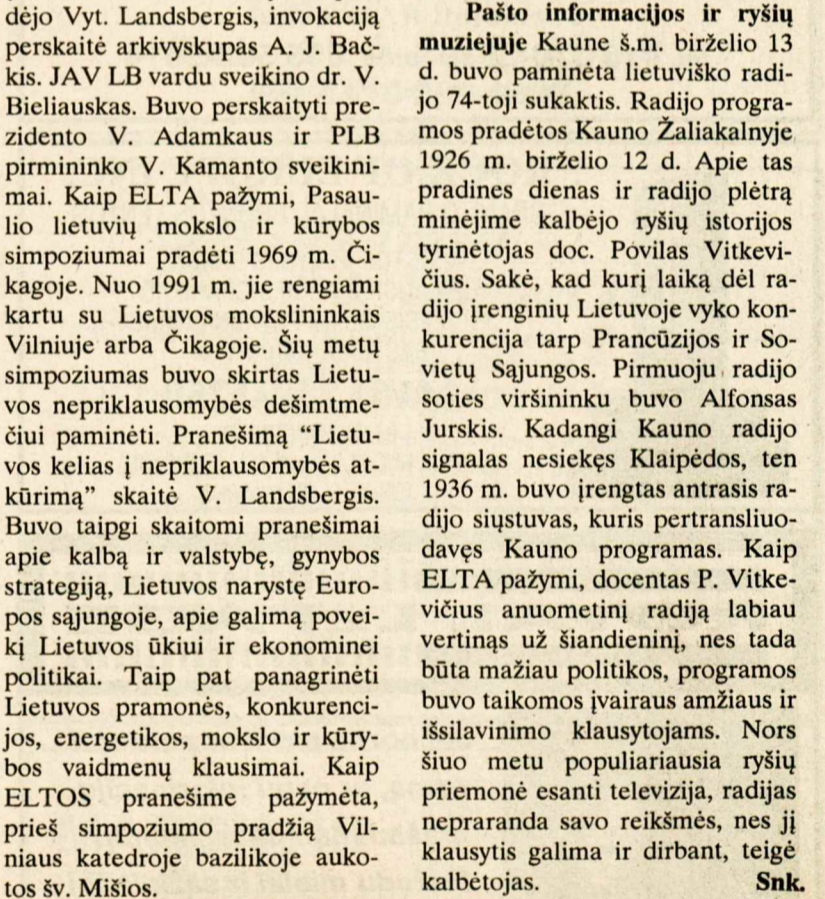 dėjo Vyt. Landsbergis, invokaciją
perskaitė arkivyskupas A. J. Bač-
kis. JAV LB vardu sveikino dr. V.
Bieliauskas. Buvo perskaityti pre-
zidento V. Adamkaus ir PLB
pirmininko V. Kamanto sveikini-
mai. Kaip ELTA pažymi, Pasau-
lio lietuvių mokslo ir kūrybos
simpoziumai pradėti 1969 m. Či-
kagoje. Nuo 1991 m. jie rengiami
kartu su Lietuvos mokslininkais
Vilniuje arba Čikagoje. Šių metų
simpoziumas buvo skirtas Lietu-
vos nepriklausomybės dešimtme-
čiui paminėti. Pranešimą “Lietu-
vos kelias į nepriklausomybės at-
kūrimą” skaitė V. Landsbergis.
Buvo taipgi skaitomi pranešimai
apie kalbą ir valstybę, gynybos
strategiją, Lietuvos narystę Euro-
pos sąjungoje, apie galimą povei-
kį Lietuvos ūkiui ir ekonominei
politikai. Taip pat panagrinėti
Lietuvos pramonės, konkurenci-
jos, energetikos, mokslo ir kūry-
bos vaidmenų klausimai. Kaip
ELTOS pranešime pažymėta,
prieš simpoziumo pradžią Vil-
niaus katedroje bazilikoje auko-
tos šv. Mišios.
Pašto informacijos ir ryšių
muziejuje Kaune š.m. birželio 13
d. buvo paminėta lietuviško radi-
jo 74-toji sukaktis. Radijo progra-
mos pradėtos Kauno Žaliakalnyje
1926 m. birželio 12 d. Apie tas
pradines dienas ir radijo plėtrą
minėjime kalbėjo ryšių istorijos
tyrinėtojas doc. Povilas Vitkevi-
čius. Sakė, kad kurį laiką dėl ra-
dijo įrenginių Lietuvoje vyko kon-
kurencija tarp Prancūzijos ir So-
vietų Sąjungos. Pirmuoju radijo
soties viršininku buvo Alfonsas
Jurskis. Kadangi Kauno radijo
signalas nesiekęs Klaipėdos, ten
1936 m. buvo įrengtas antrasis ra-
dijo siųstuvas, kuris pertransliuo-
davęs Kauno programas. Kaip
ELTA pažymi, docentas P. Vitke-
vičius anuometinį radiją labiau
vertinąs už šiandieninį, nes tada
būta mažiau politikos, programos
buvo taikomos įvairaus amžiaus ir
išsilavinimo klausytojams. Nors
šiuo metu populiariausia ryšių
priemonė esanti televizija, radijas
nepraranda savo reikšmės, nes jį
klausytis galima ir dirbant, teigė
kalbėtojas. Snk.